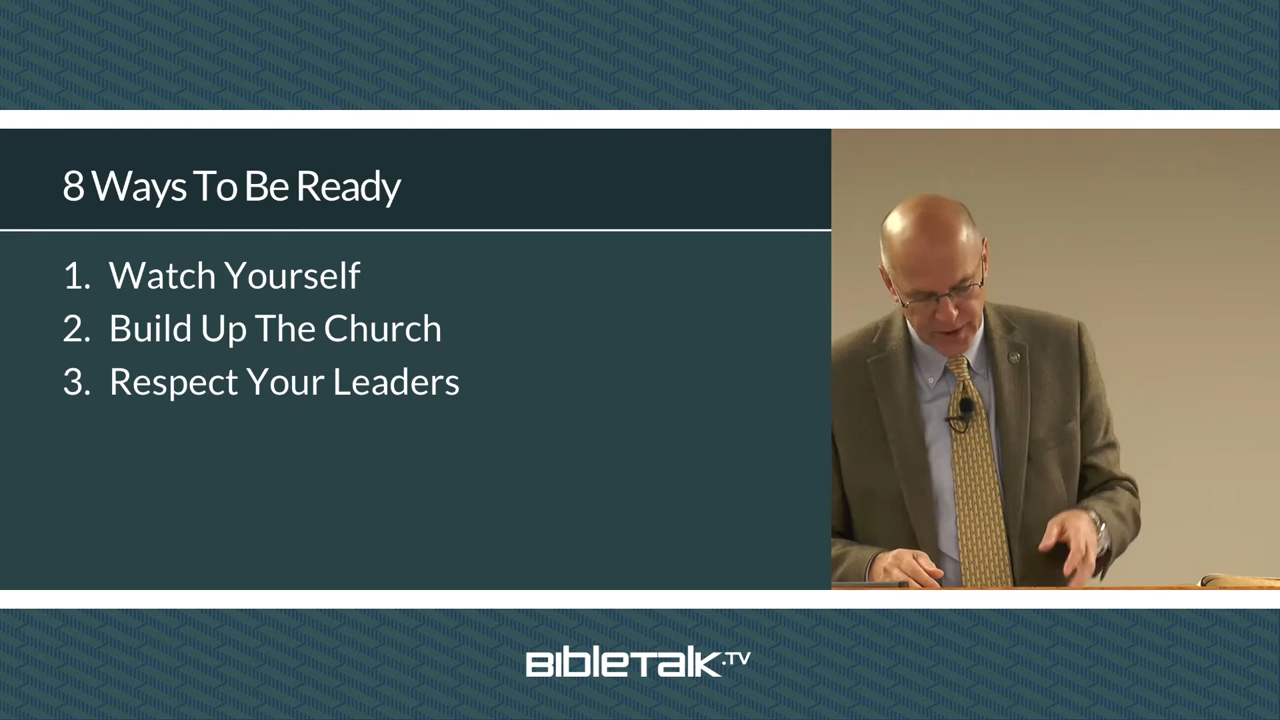 8 Ways To Be Ready
1. Watch Yourself
2. Build Up The Church
3. Respect Your Leaders
BIBLETALK.TV